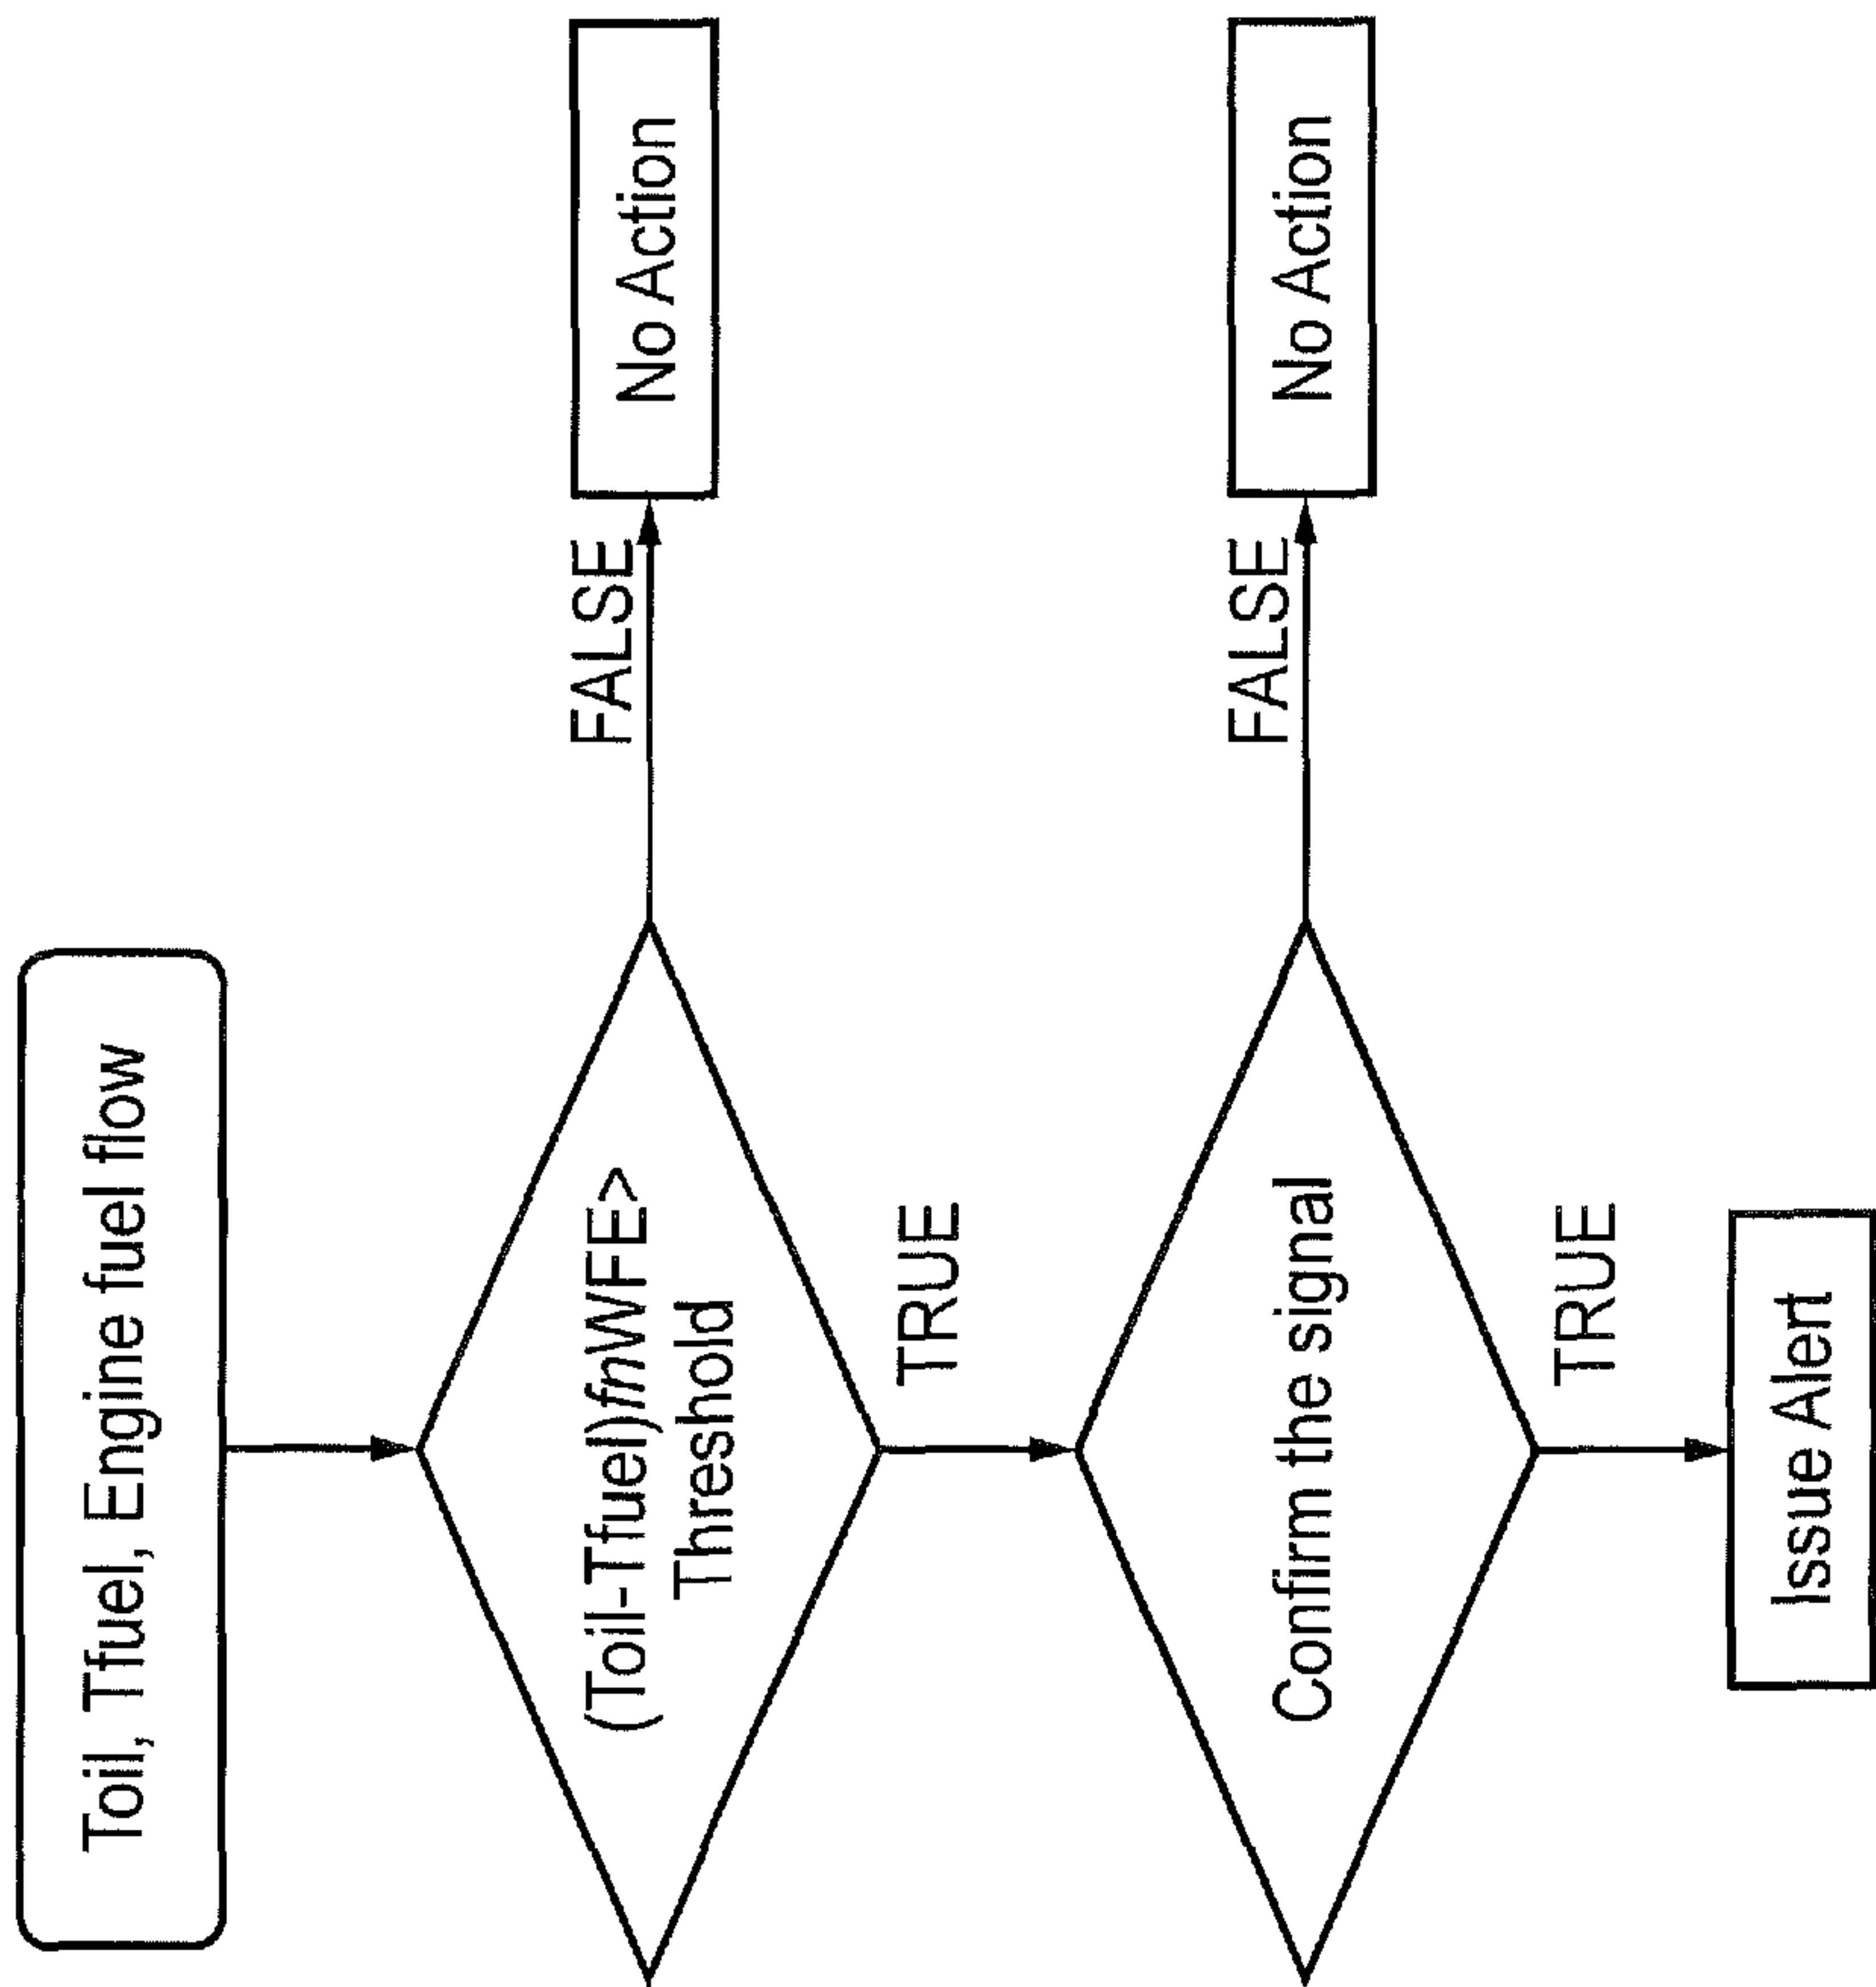 Toil, Tfuel, Engine fuel flow
(Toil-Tfuel)fnWFE>
Threshold
FALSE
No Action
TRUE
Confirm the signal
FALSE
No Action
TRUE
Issue Alert